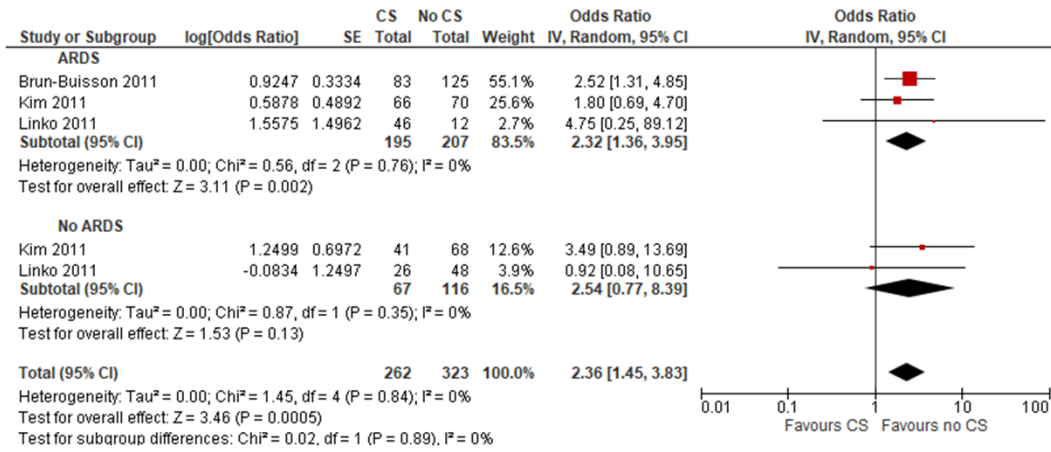 CS No CS Odds Ratio Odds Ratio
Study or Subgroup log[Odds Ratio] SE Total Total Weight IV, Random, 95% CI IV, Random, 95% CI
ARDS
Brun-Buisson 2011 0.9247 0.3334 83 125 55.1% 2.52 [1.31, 4.85]
Kim 2011 0.5878 0.4892 66 70 25.6% 1.80 [0.69, 4.70]
Linko 2011 1.5575 1.4962 46 12 2.7% 4.75 [0.25, 89.12]
Subtotal (95% CI) 195 207 83.5% 2.32 [1.36, 3.95]
Heterogeneity: Tau² = 0.00; Chi² = 0.56, df = 2 (P = 0.76); I² = 0%
Test for overall effect: Z = 3.11 (P = 0.002)
No ARDS
Kim 2011 1.2499 0.6972 41 68 12.6% 3.49 [0.89, 13.69]
Linko 2011 -0.0834 1.2497 26 48 3.9% 0.92 [0.08, 10.65]
Subtotal (95% CI) 67 116 16.5% 2.54 [0.77, 8.39]
Heterogeneity: Tau² = 0.00; Chi² = 0.87, df = 1 (P = 0.35); I² = 0%
Test for overall effect: Z = 1.53 (P = 0.13)
Total (95% CI) 262 323 100.0% 2.36 [1.45, 3.83]
Heterogeneity: Tau² = 0.00; Chi² = 1.45, df = 4 (P = 0.84); I² = 0%
Test for overall effect: Z = 3.46 (P = 0.0005)
Test for subgroup differences: Chi² = 0.02, df = 1 (P = 0.89), I² = 0%
0.01 0.1 1 10 100
Favours CS Favours no CS